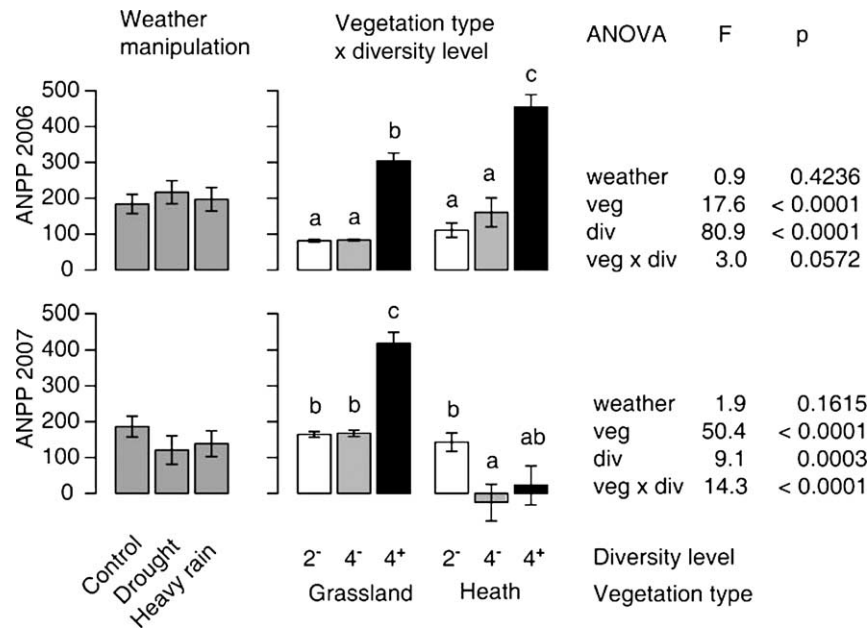 Weather manipulation
Vegetation type x diversity level
ANOVA F p
ANPP 2006
500
400
300
200
100
0
a a b
a a c
weather 0.9 0.4236
veg 17.6 < 0.0001
div 80.9 < 0.0001
veg x div 3.0 0.0572
ANPP 2007
500
400
300
200
100
0
b b c
b a ab
weather 1.9 0.1615
veg 50.4 < 0.0001
div 9.1 0.0003
veg x div 14.3 < 0.0001
Control
Drought
Heavy rain
2⁻ 4⁻ 4⁺ 2⁻ 4⁻ 4⁺ Diversity level
Grassland Heath Vegetation type